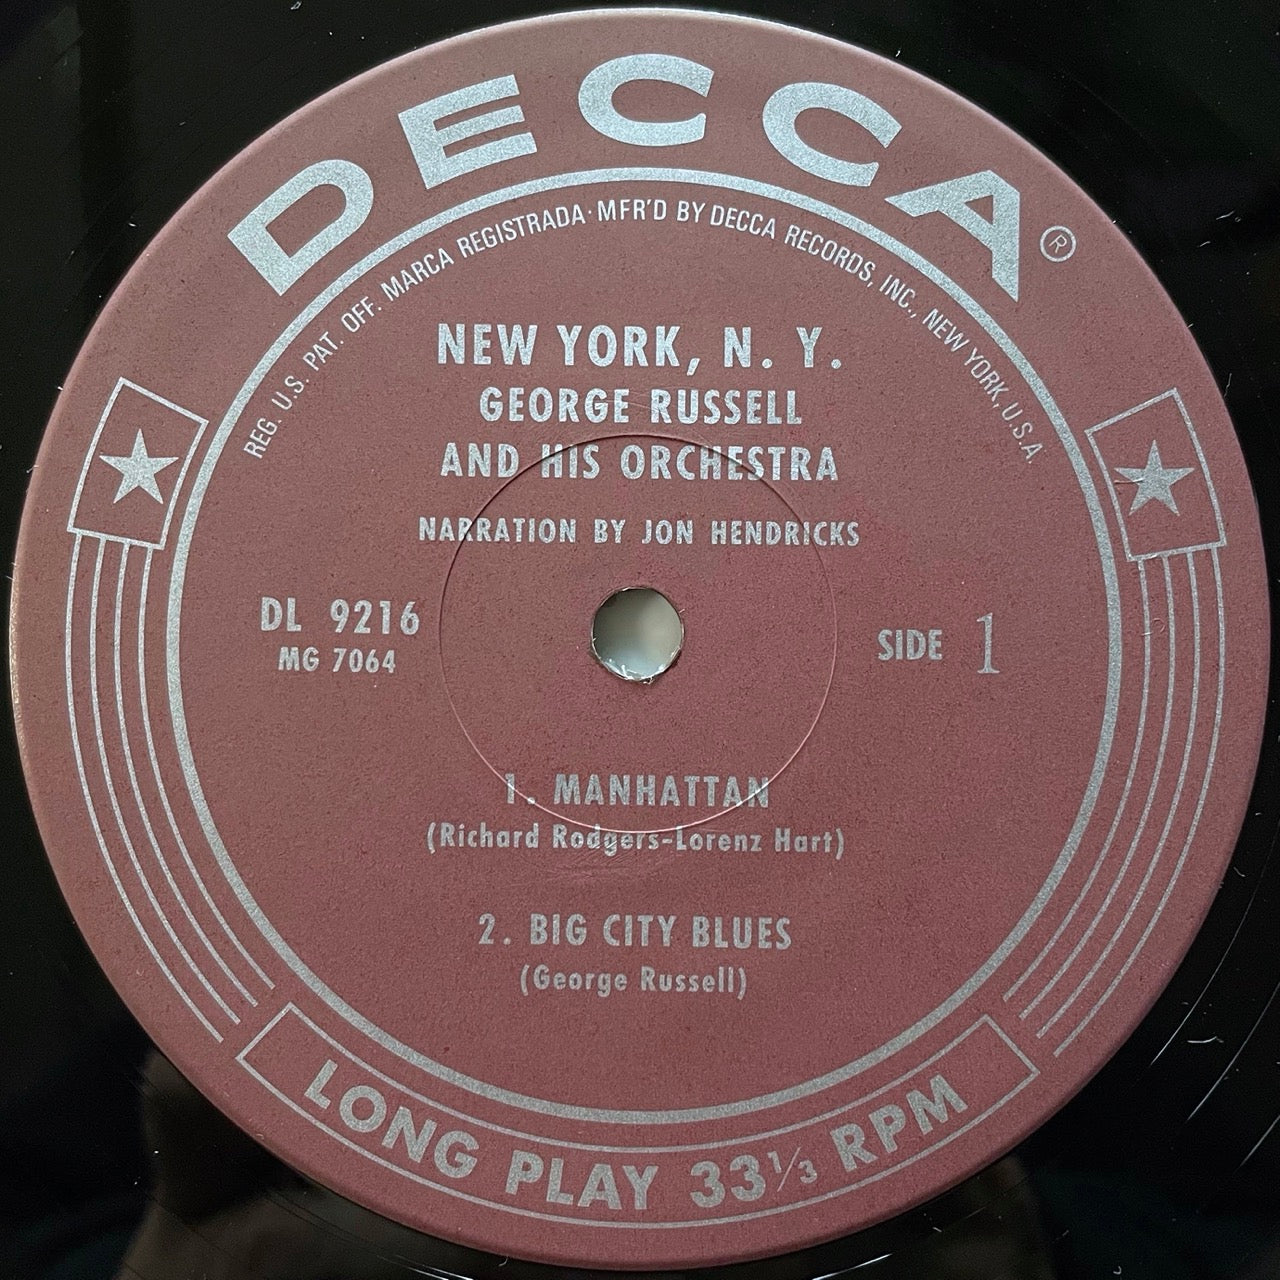 DECCA®
REG. U.S. PAT. OFF. MARCA REGISTRADA · MFR'D BY DECCA RECORDS, INC., NEW YORK, U.S.A.
NEW YORK, N. Y.
GEORGE RUSSELL
AND HIS ORCHESTRA
NARRATION BY JON HENDRICKS
DL 9216
MG 7064
SIDE 1
1. MANHATTAN
(Richard Rodgers-Lorenz Hart)
2. BIG CITY BLUES
(George Russell)
LONG PLAY 33 1/3 RPM